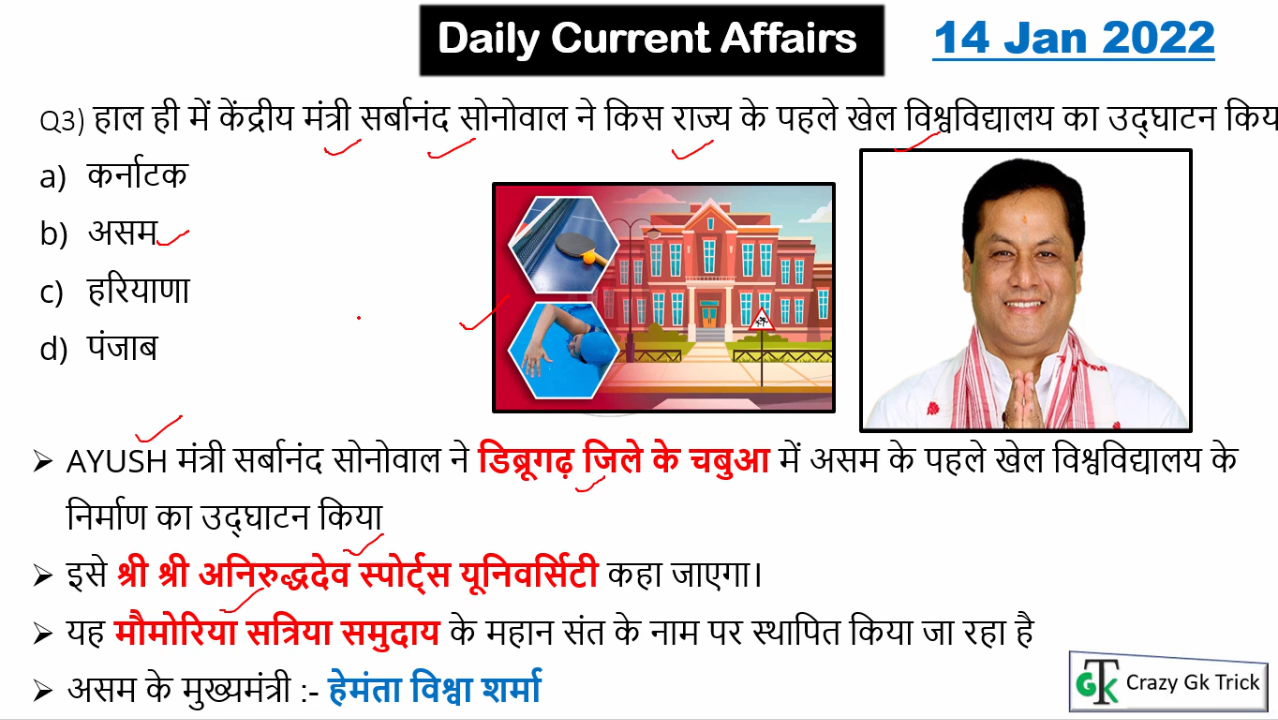 Daily Current Affairs 14 Jan 2022
Q3) हाल ही में केंद्रीय मंत्री सर्बानंद सोनोवाल ने किस राज्य के पहले खेल विश्वविद्यालय का उद्घाटन किय
a) कर्नाटक
b) असम
c) हरियाणा
d) पंजाब
➢ AYUSH मंत्री सर्बानंद सोनोवाल ने डिब्रूगढ़ जिले के चबुआ में असम के पहले खेल विश्वविद्यालय के
निर्माण का उद्घाटन किया
➢ इसे श्री श्री अनिरुद्धदेव स्पोर्ट्स यूनिवर्सिटी कहा जाएगा।
➢ यह मौमोरिया सत्रिया समुदाय के महान संत के नाम पर स्थापित किया जा रहा है
➢ असम के मुख्यमंत्री :- हेमंता विश्वा शर्मा
GTK Crazy Gk Trick